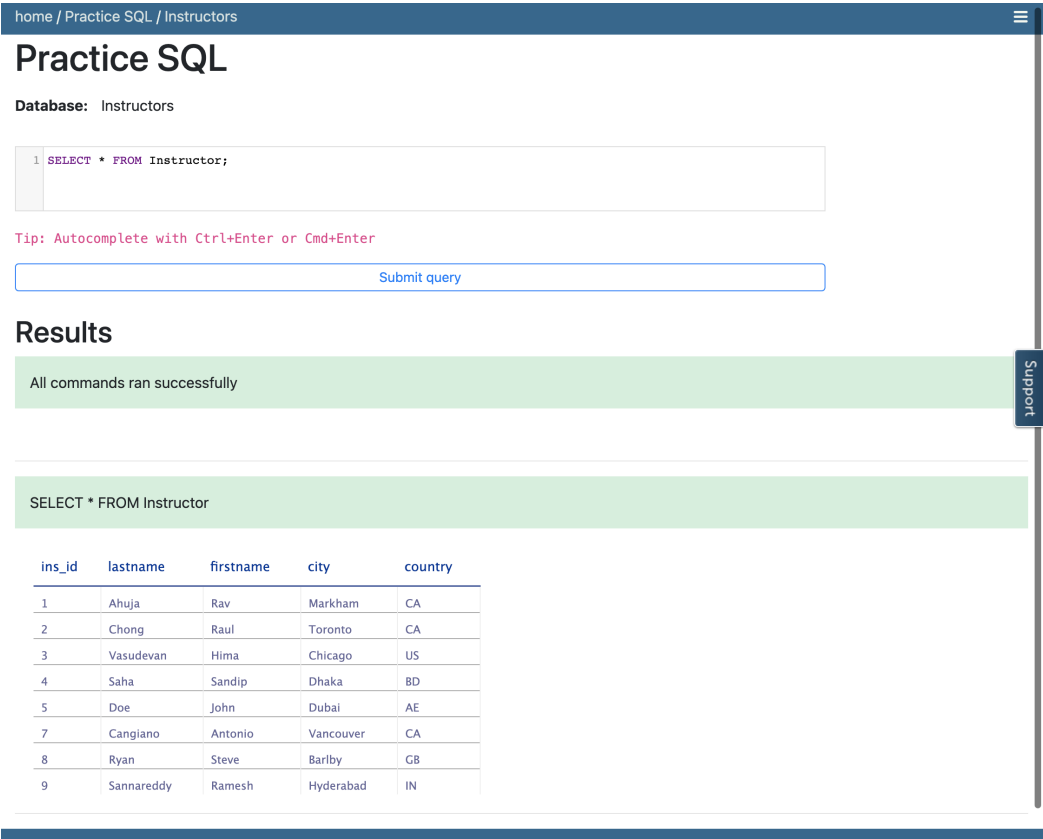 home / Practice SQL / Instructors
Practice SQL
Database: Instructors
1 SELECT * FROM Instructor;
Tip: Autocomplete with Ctrl+Enter or Cmd+Enter
Submit query
Results
All commands ran successfully
Support
SELECT * FROM Instructor
ins_id lastname firstname city country
1 Ahuja Rav Markham CA
2 Chong Raul Toronto CA
3 Vasudevan Hima Chicago US
4 Saha Sandip Dhaka BD
5 Doe John Dubai AE
7 Cangiano Antonio Vancouver CA
8 Ryan Steve Barlby GB
9 Sannareddy Ramesh Hyderabad IN